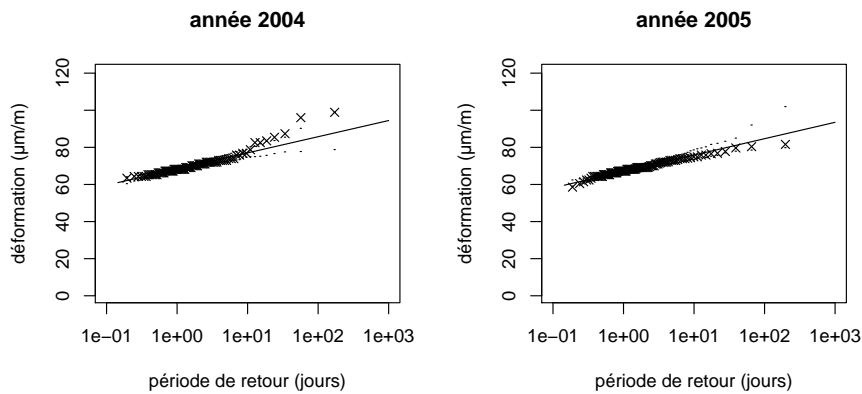 année 2004
déformation (µm/m)
120
80
60
40
20
0
1e−01
1e+00
1e+01
1e+02
1e+03
période de retour (jours)
année 2005
déformation (µm/m)
120
80
60
40
20
0
1e−01
1e+00
1e+01
1e+02
1e+03
période de retour (jours)